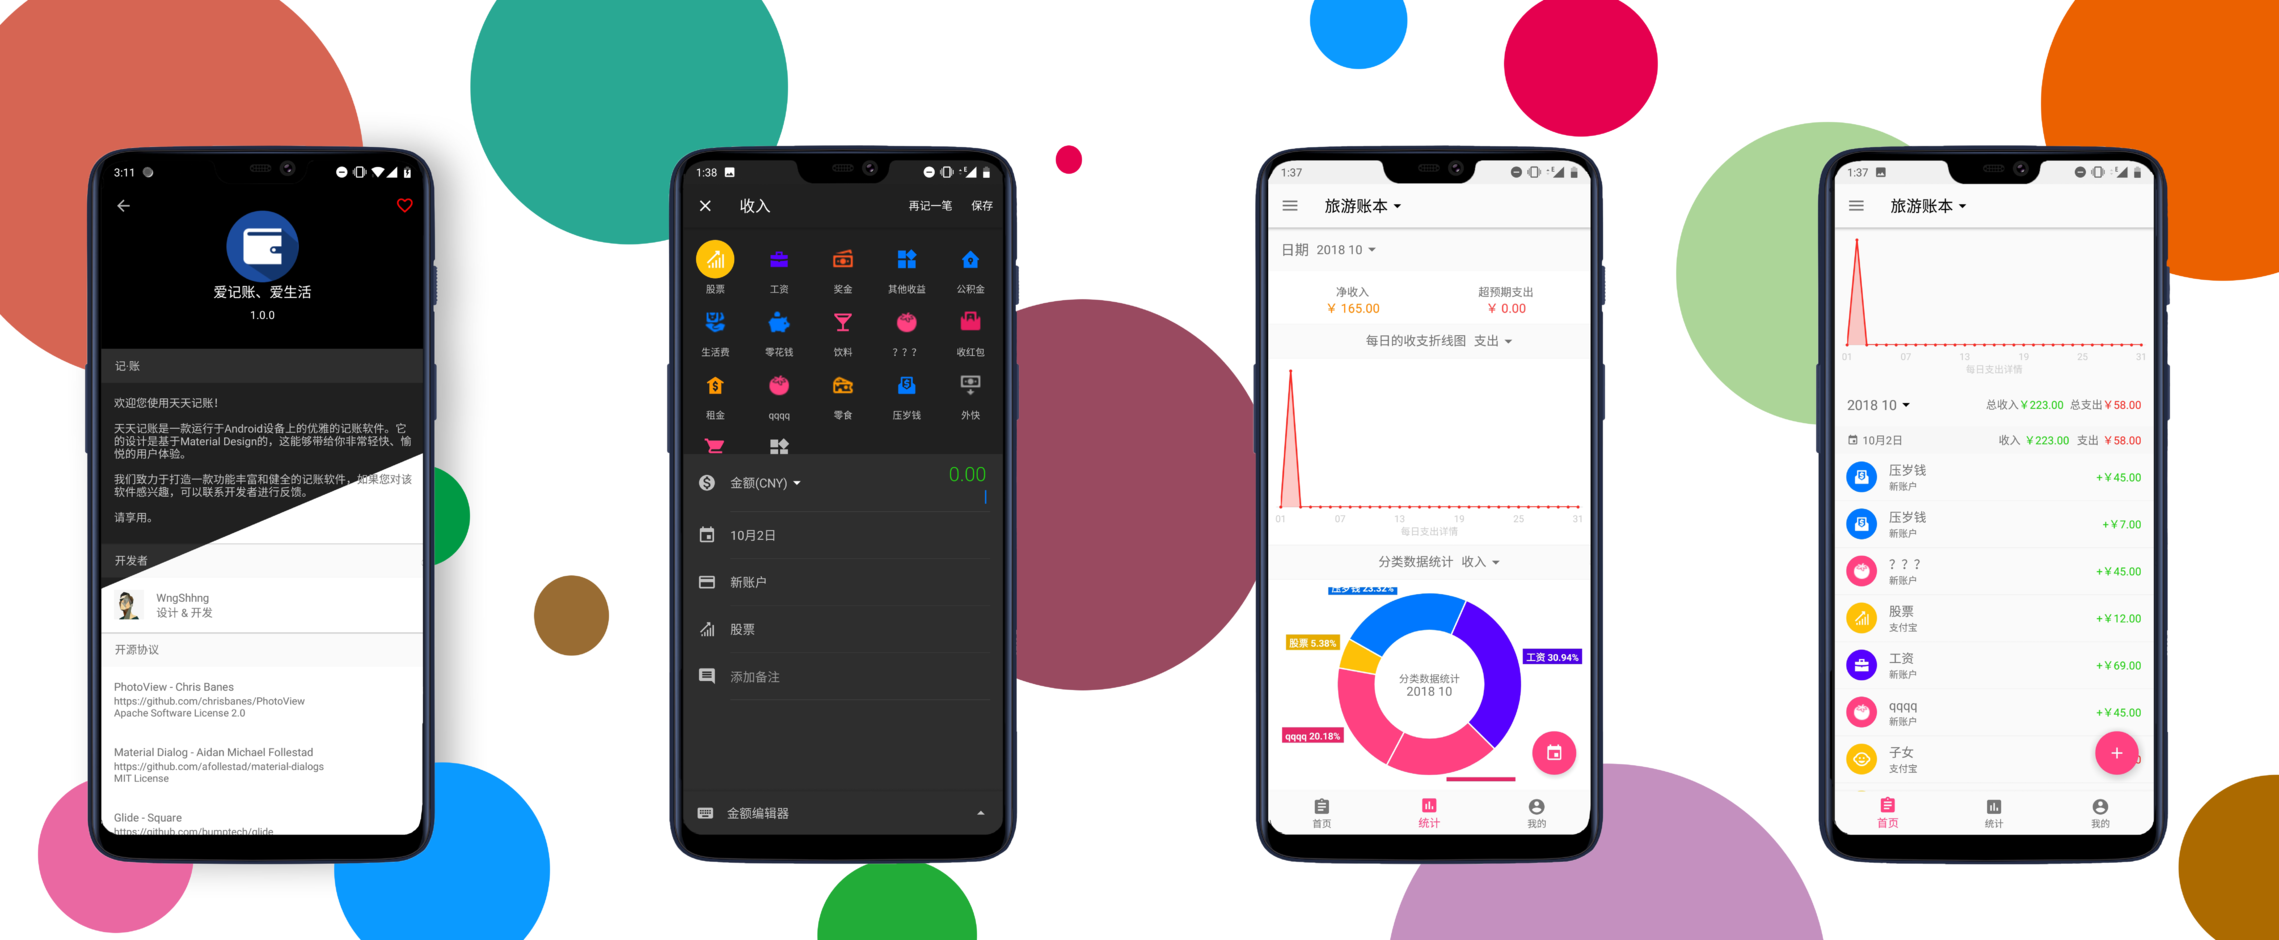 3:11
爱记账、爱生活
1.0.0
记·账
欢迎您使用天天记账！
天天记账是一款运行于Android设备上的优雅的记账软件。它
的设计是基于Material Design的，这能够带给你非常轻快、愉
悦的用户体验。
我们致力于打造一款功能丰富和健全的记账软件，如果您对该
软件感兴趣，可以联系开发者进行反馈。
请享用。
开发者
WngShhng
设计 & 开发
开源协议
PhotoView - Chris Banes
https://github.com/chrisbanes/PhotoView
Apache Software License 2.0
Material Dialog - Aidan Michael Follestad
https://github.com/afollestad/material-dialogs
MIT License
Glide - Square
https://github.com/bumptech/glide
1:38
收入 再记一笔 保存
股票 工资 奖金 其他收益 公积金
生活费 零花钱 饮料 ？？？ 收红包
租金 qqqq 零食 压岁钱 外快
金额(CNY) 0.00
10月2日
新账户
股票
添加备注
金额编辑器
1:37
旅游账本
日期 2018 10
净收入 超预期支出
¥ 165.00 ¥ 0.00
每日的收支折线图 支出
01 07 13 19 25 31
每日支出详情
分类数据统计 收入
压岁钱 23.32%
股票 5.38%
工资 30.94%
分类数据统计
2018 10
qqqq 20.18%
首页 统计 我的
1:37
旅游账本
01 07 13 19 25 31
每日支出详情
2018 10 总收入¥223.00 总支出¥58.00
10月2日 收入 ¥223.00 支出 ¥58.00
压岁钱 +¥45.00
新账户
压岁钱 +¥7.00
新账户
？？？ +¥45.00
新账户
股票 +¥12.00
支付宝
工资 +¥69.00
新账户
qqqq +¥45.00
新账户
子女
支付宝
首页 统计 我的